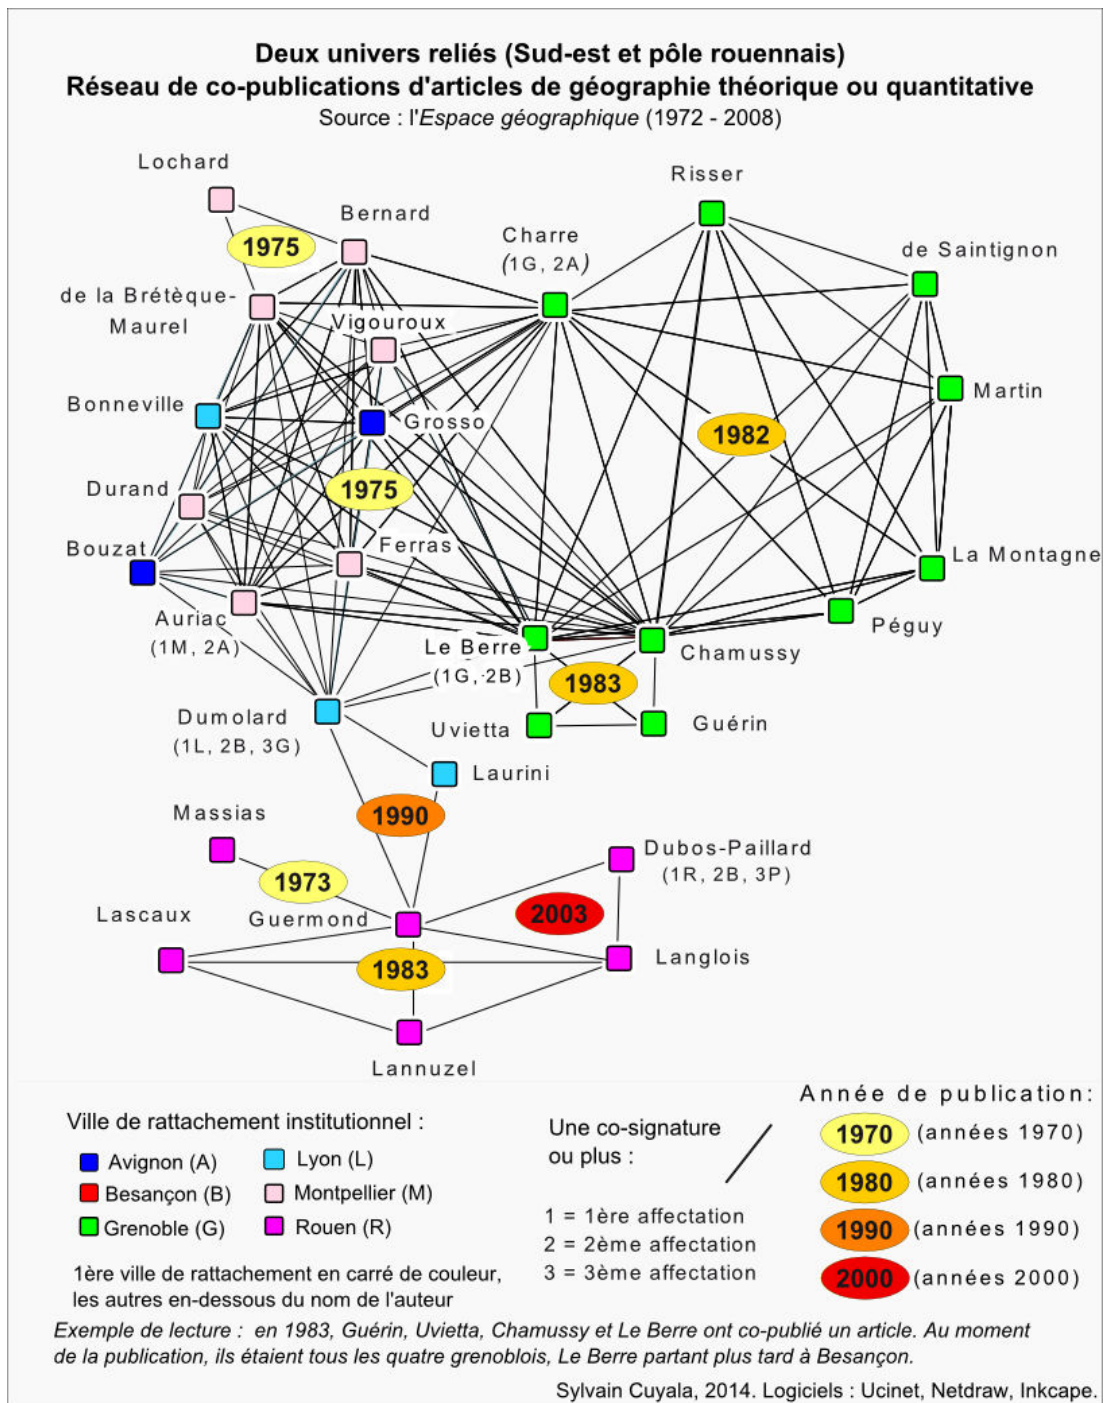 Deux univers reliés (Sud-est et pôle rouennais)
Réseau de co-publications d'articles de géographie théorique ou quantitative
Source : l'Espace géographique (1972 - 2008)
Lochard
Risser
Bernard
Charre
(1G, 2A)
1975
de Saintignon
de la Brétèque-
Maurel
Vigouroux
Bonneville
Grosso
Martin
1982
Durand
1975
Bouzat
Ferras
La Montagne
Auriac
(1M, 2A)
Le Berre
(1G, 2B)
Chamussy
Péguy
1983
Dumolard
(1L, 2B, 3G)
Uvietta
Guérin
Laurini
Massias
1990
Dubos-Paillard
(1R, 2B, 3P)
1973
Lascaux
Guermond
2003
1983
Langlois
Lannuzel
Ville de rattachement institutionnel :
Avignon (A)
Lyon (L)
Besançon (B)
Montpellier (M)
Grenoble (G)
Rouen (R)
1ère ville de rattachement en carré de couleur,
les autres en-dessous du nom de l'auteur
Une co-signature
ou plus :
1 = 1ère affectation
2 = 2ème affectation
3 = 3ème affectation
Année de publication:
1970 (années 1970)
1980 (années 1980)
1990 (années 1990)
2000 (années 2000)
Exemple de lecture : en 1983, Guérin, Uvietta, Chamussy et Le Berre ont co-publié un article. Au moment
de la publication, ils étaient tous les quatre grenoblois, Le Berre partant plus tard à Besançon.
Sylvain Cuyala, 2014. Logiciels : Ucinet, Netdraw, Inkcape.